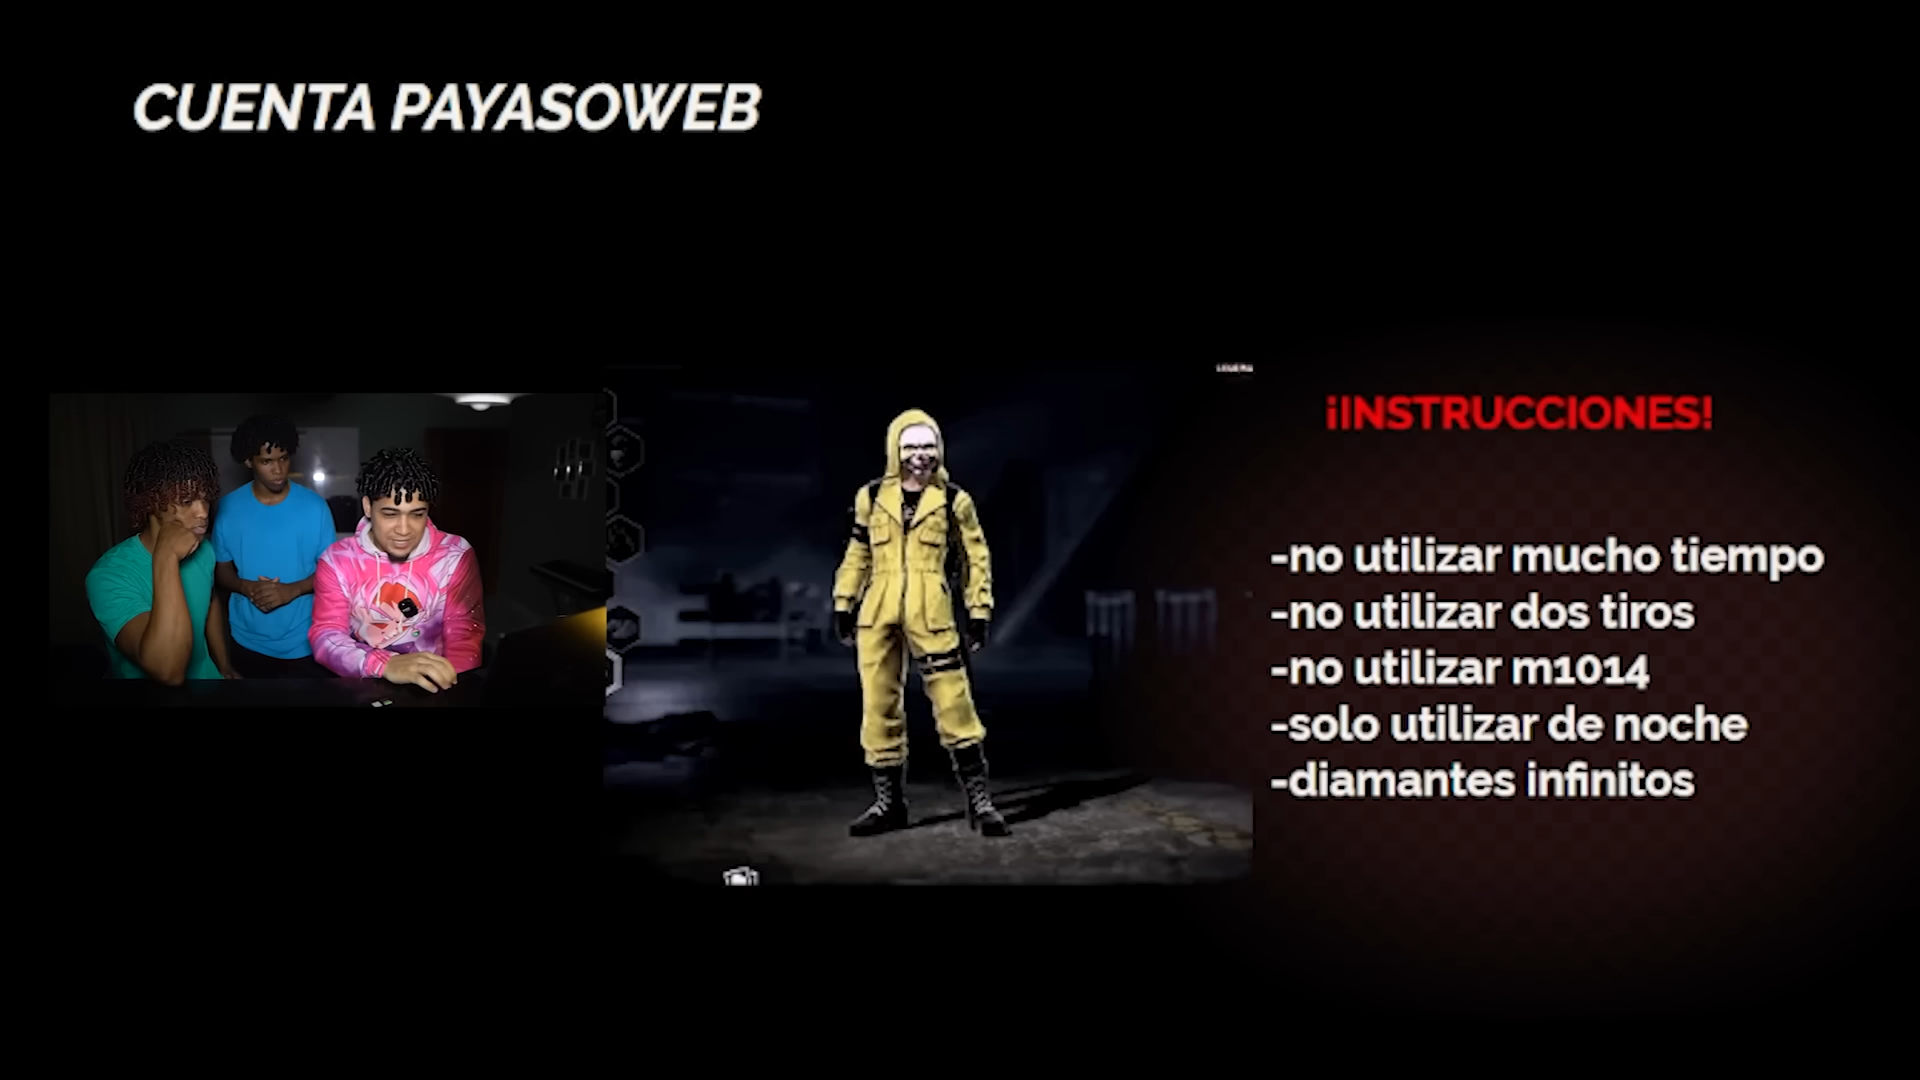 CUENTA PAYASOWEB
¡INSTRUCCIONES!
-no utilizar mucho tiempo
-no utilizar dos tiros
-no utilizar m1014
-solo utilizar de noche
-diamantes infinitos